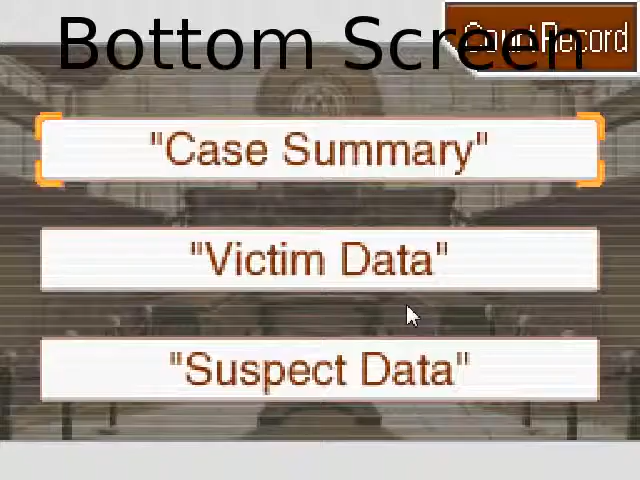 Bottom Screen
Court Record
"Case Summary"
"Victim Data"
"Suspect Data"